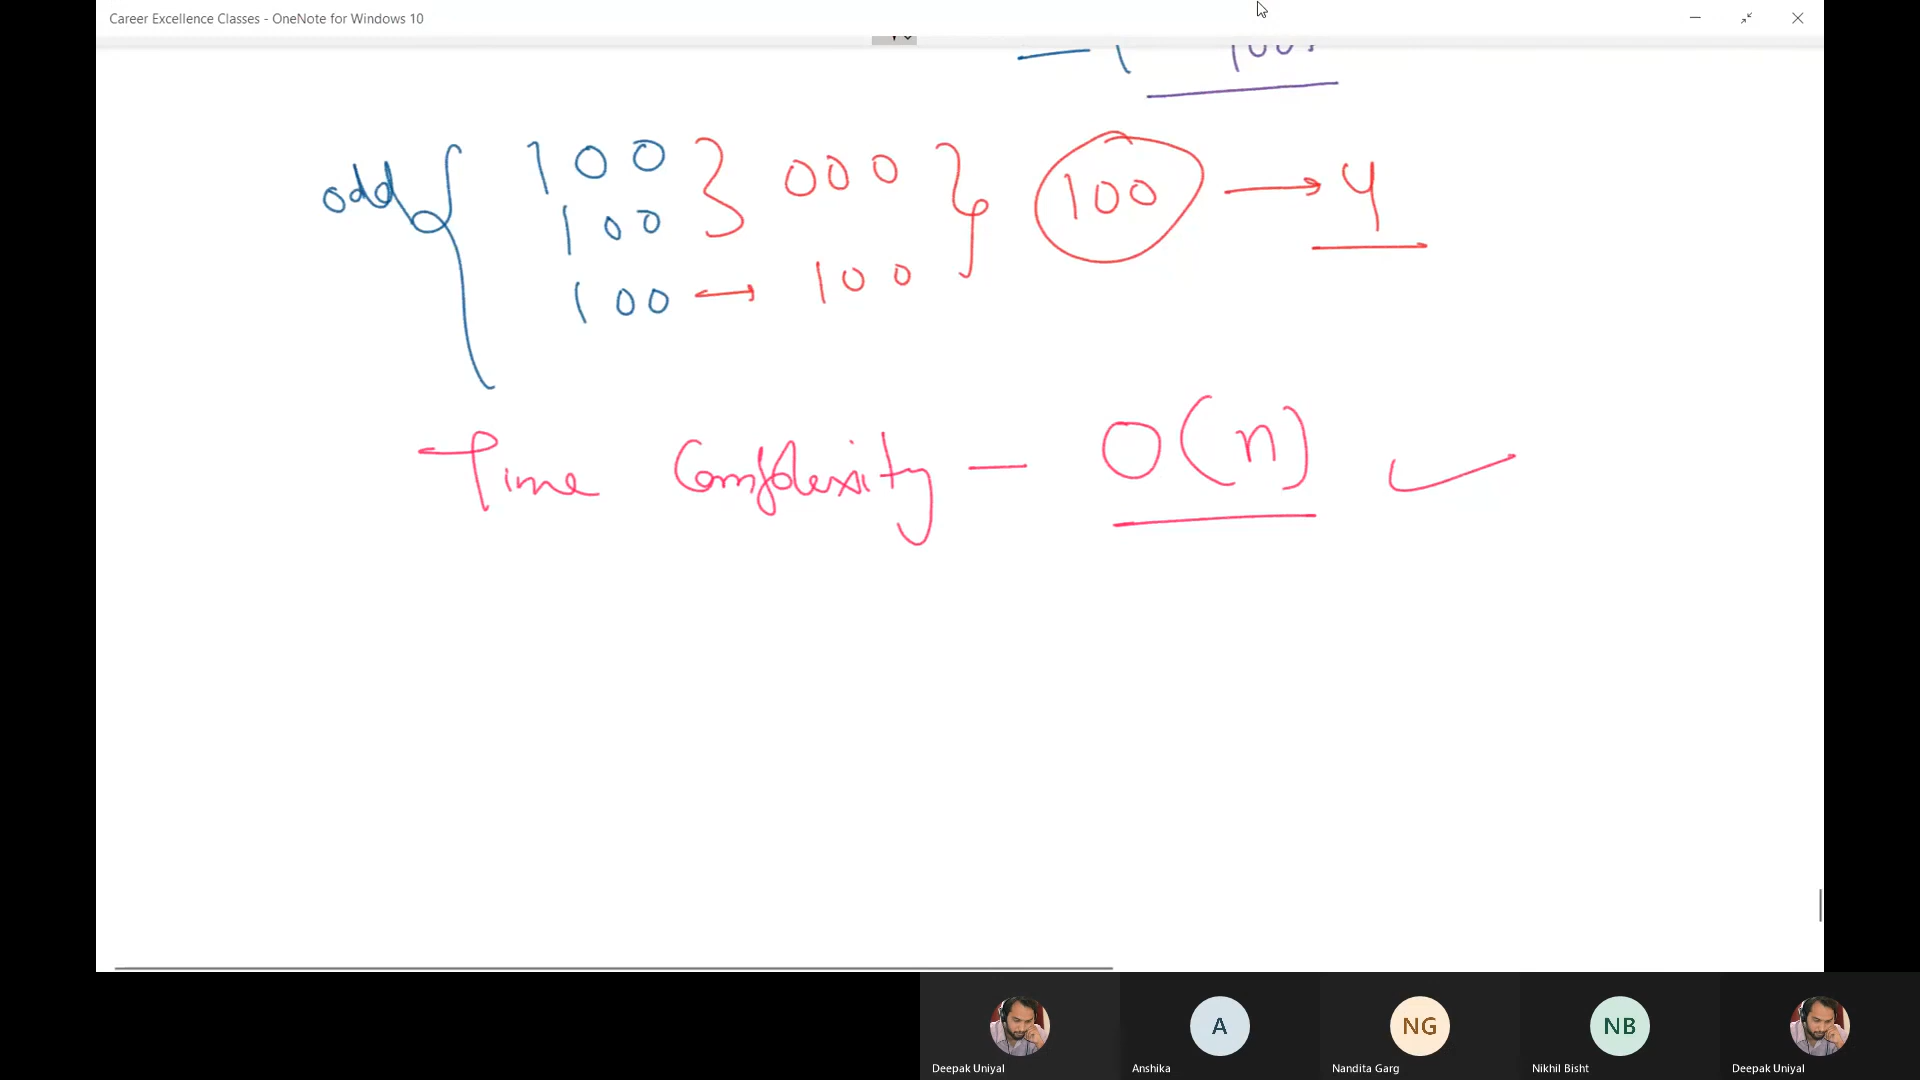 Career Excellence Classes - OneNote for Windows 10
100
odd { 100 } 000 } 100 → 4
100
100 ↔ 100
Time Complexity — O(n) ✓
A
NG
NB
Deepak Uniyal
Anshika
Nandita Garg
Nikhil Bisht
Deepak Uniyal